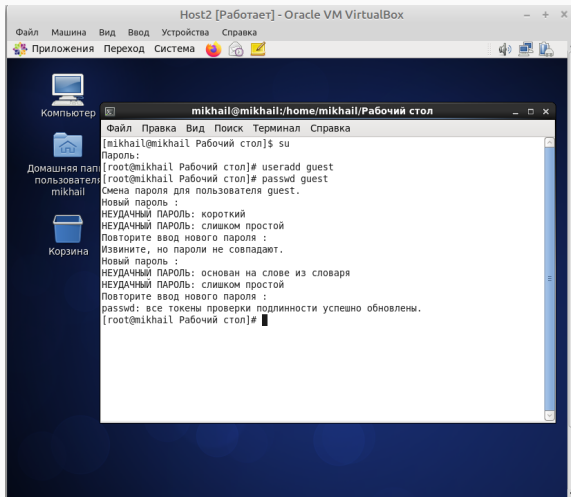 Host2 [Работает] - Oracle VM VirtualBox
Файл Машина Вид Ввод Устройства Справка
Приложения Переход Система
Компьютер
Домашняя пап
пользователя
mikhail
Корзина
mikhail@mikhail:/home/mikhail/Рабочий стол
Файл Правка Вид Поиск Терминал Справка
[mikhail@mikhail Рабочий стол]$ su
Пароль:
[root@mikhail Рабочий стол]# useradd guest
[root@mikhail Рабочий стол]# passwd guest
Смена пароля для пользователя guest.
Новый пароль :
НЕУДАЧНЫЙ ПАРОЛЬ: короткий
НЕУДАЧНЫЙ ПАРОЛЬ: слишком простой
Повторите ввод нового пароля :
Извините, но пароли не совпадают.
Новый пароль :
НЕУДАЧНЫЙ ПАРОЛЬ: основан на слове из словаря
НЕУДАЧНЫЙ ПАРОЛЬ: слишком простой
Повторите ввод нового пароля :
passwd: все токены проверки подлинности успешно обновлены.
[root@mikhail Рабочий стол]#